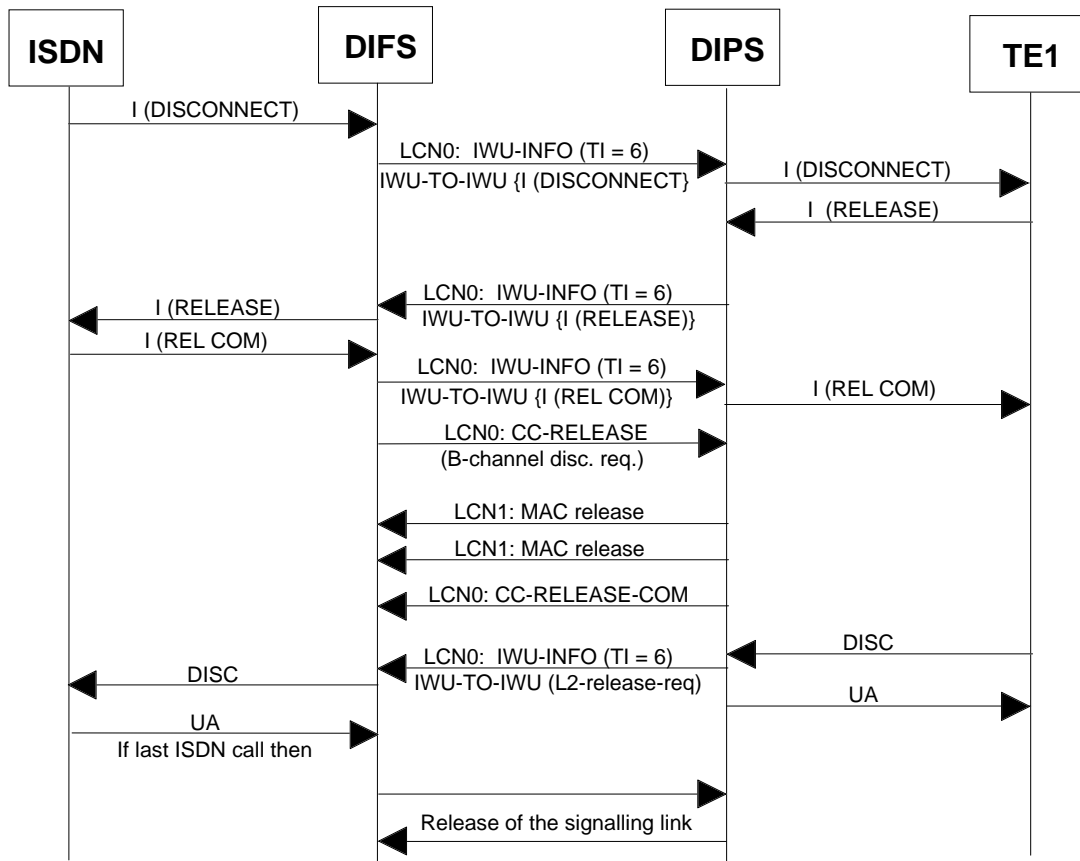 ISDN
DIFS
DIPS
TE1
I (DISCONNECT)
LCN0: IWU-INFO (TI = 6)
IWU-TO-IWU {I (DISCONNECT}
I (DISCONNECT)
I (RELEASE)
LCN0: IWU-INFO (TI = 6)
IWU-TO-IWU {I (RELEASE)}
I (RELEASE)
I (REL COM)
LCN0: IWU-INFO (TI = 6)
IWU-TO-IWU {I (REL COM)}
I (REL COM)
LCN0: CC-RELEASE
(B-channel disc. req.)
LCN1: MAC release
LCN1: MAC release
LCN0: CC-RELEASE-COM
DISC
LCN0: IWU-INFO (TI = 6)
IWU-TO-IWU (L2-release-req)
DISC
UA
UA
If last ISDN call then
Release of the signalling link